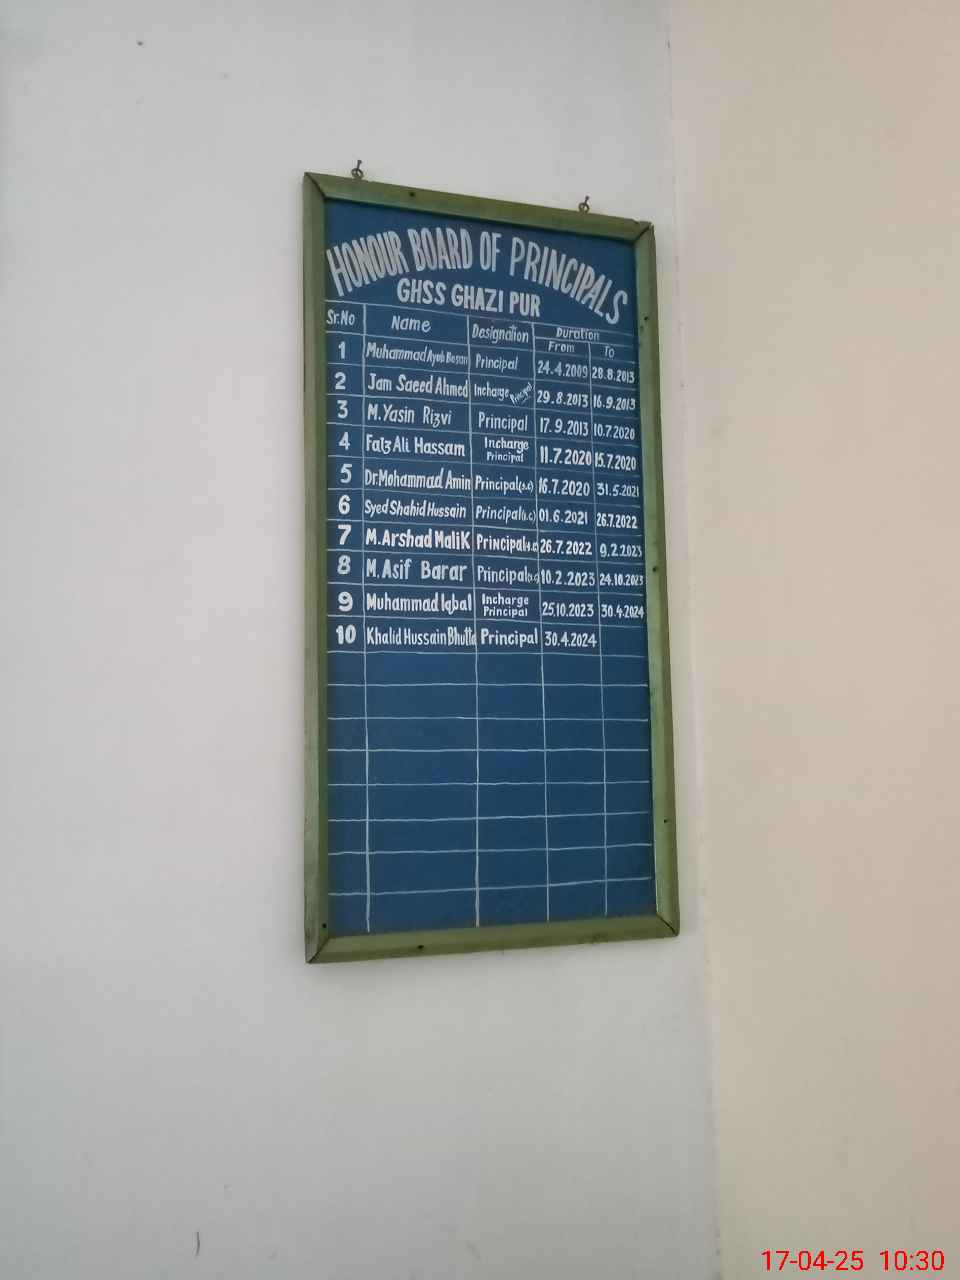 HONOUR BOARD OF PRINCIPALS
GHSS GHAZI PUR
Sr.No Name Designation Duration From To
1 Muhammad Ayub Principal 24.4.2009 28.8.2013
2 Jam Saeed Ahmed Incharge Principal 29.8.2013 16.9.2013
3 M.Yasin Rizvi Principal 17.9.2013 10.7.2020
4 Faiz Ali Hassam Incharge Principal 11.7.2020 15.7.2020
5 Dr.Mohammad Amin Principal(s.c) 16.7.2020 31.5.2021
6 Syed Shahid Hussain Principal(s.c) 01.6.2021 26.7.2022
7 M.Arshad Malik Principal(s.c) 26.7.2022 9.2.2023
8 M.Asif Barar Principal(s.c) 10.2.2023 24.10.2023
9 Muhammad Iqbal Incharge Principal 25.10.2023 30.4.2024
10 Khalid Hussain Bhutta Principal 30.4.2024
17-04-25 10:30